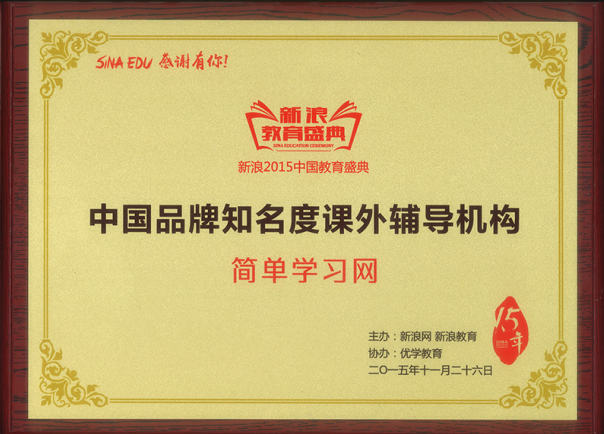 SiNA EDU 感谢有你!
新浪
教育盛典
SINA EDUCATION CEREMONY
新浪2015中国教育盛典
中国品牌知名度课外辅导机构
简单学习网
主办：新浪网 新浪教育
协办：优学教育
二〇一五年十一月二十六日
15
年